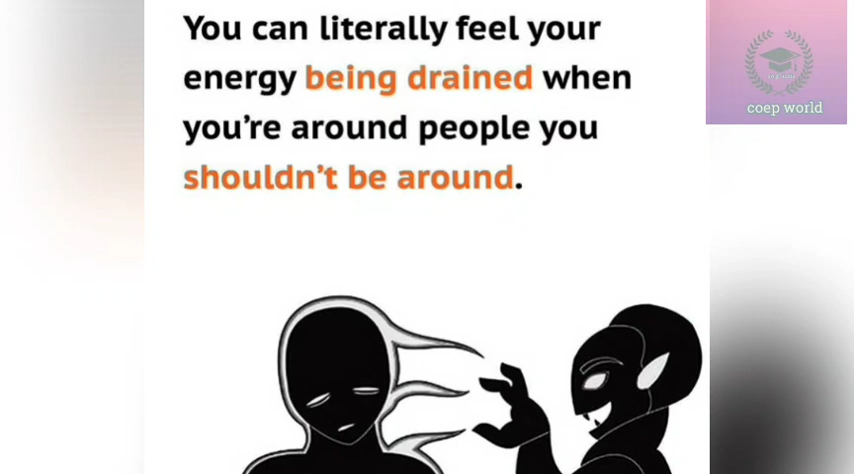 You can literally feel your
energy being drained when
you're around people you
shouldn't be around.
coep world